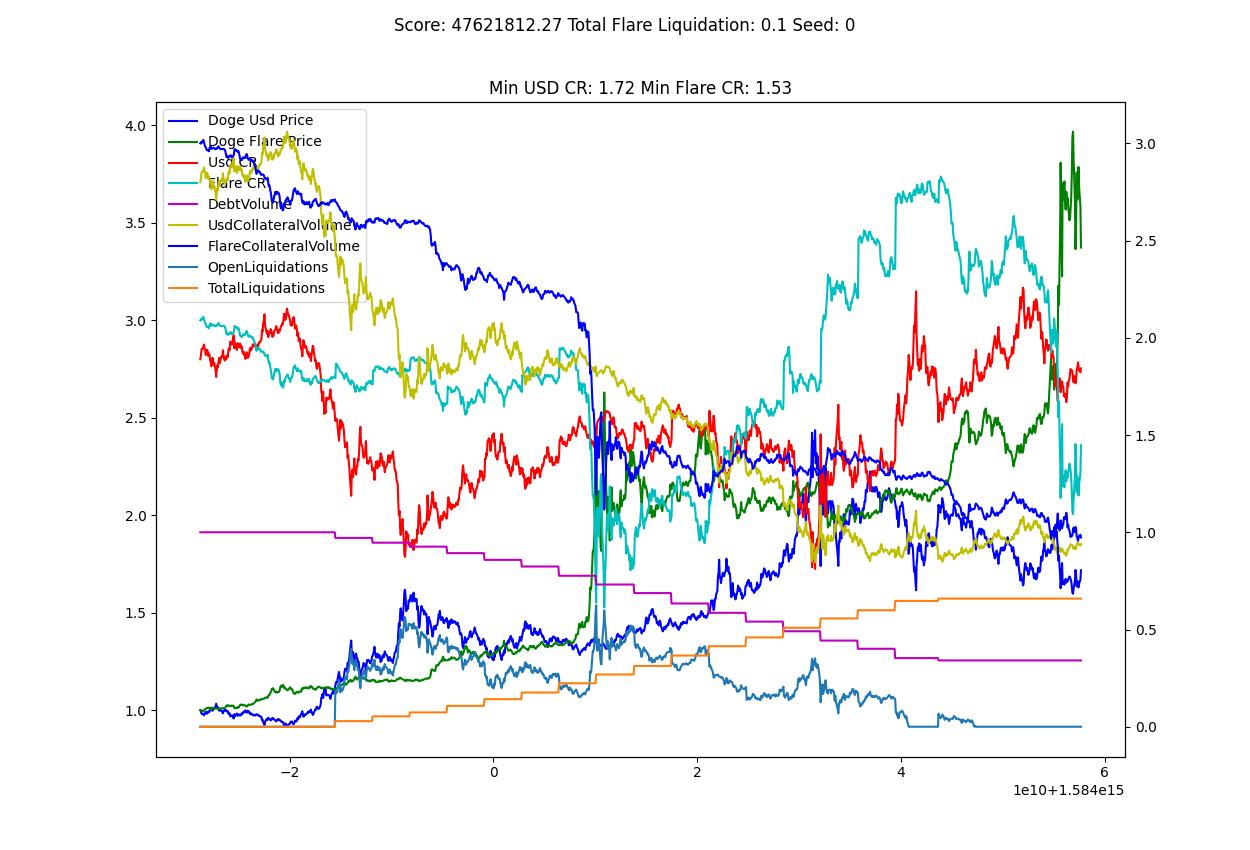 Score: 47621812.27 Total Flare Liquidation: 0.1 Seed: 0
Min USD CR: 1.72 Min Flare CR: 1.53
Doge Usd Price
Doge Flare Price
Usd CR
Flare CR
DebtVolume
UsdCollateralVolume
FlareCollateralVolume
OpenLiquidations
TotalLiquidations
4.0
3.5
3.0
2.5
2.0
1.5
1.0
3.0
2.5
2.0
1.5
1.0
0.5
0.0
−2
0
2
4
6
1e10+1.584e15